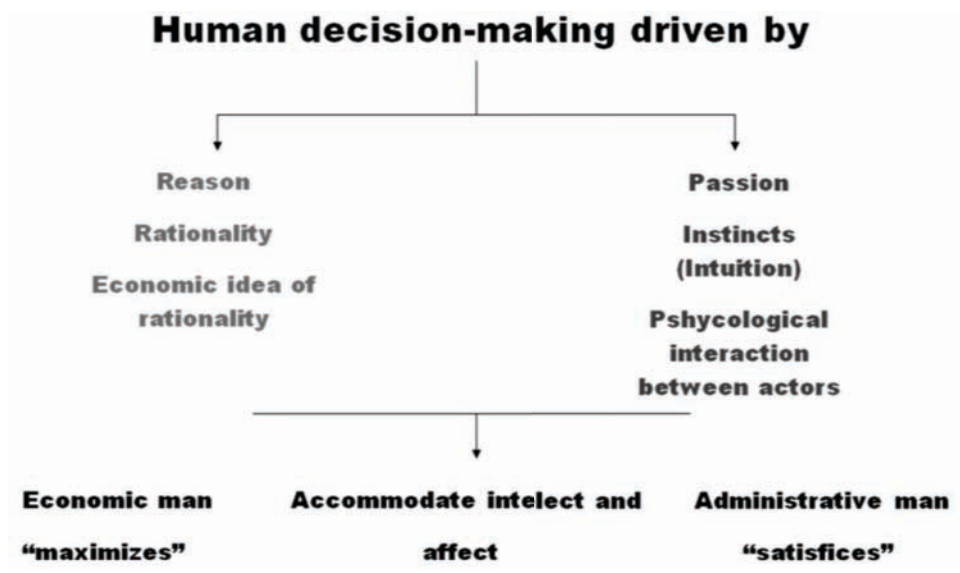 Human decision-making driven by
Reason
Rationality
Economic idea of
rationality
Passion
Instincts
(Intuition)
Pshycological
interaction
between actors
Economic man
“maximizes”
Accommodate intelect and
affect
Administrative man
“satisfices”